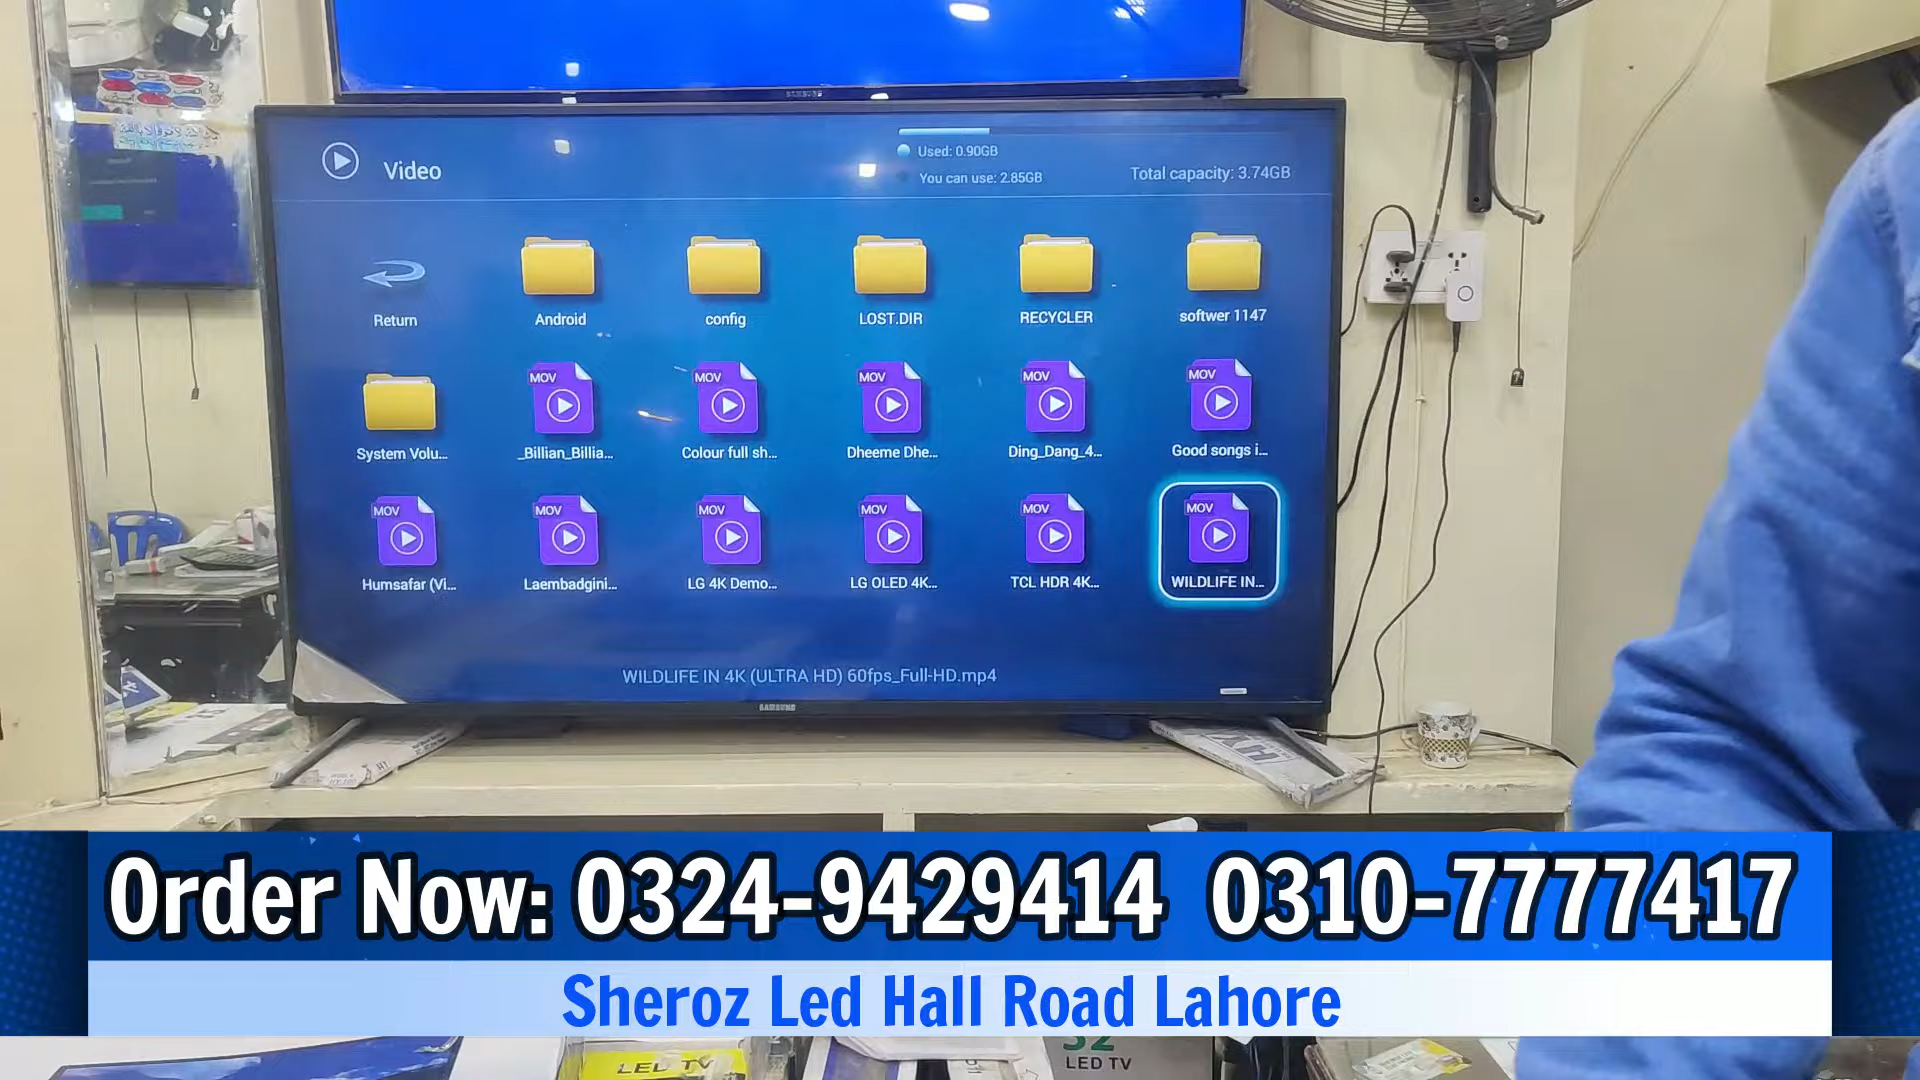 SAMSUNG
Video
Used: 0.90GB
You can use: 2.85GB
Total capacity: 3.74GB
Return
Android
config
LOST.DIR
RECYCLER
softwer 1147
System Volu...
MOV
_Billian_Billia...
MOV
Colour full sh...
MOV
Dheeme Dhe...
MOV
Ding_Dang_4...
MOV
Good songs i...
MOV
Humsafar (Vi...
MOV
Laembadgini...
MOV
LG 4K Demo...
MOV
LG OLED 4K...
MOV
TCL HDR 4K...
MOV
WILDLIFE IN...
WILDLIFE IN 4K (ULTRA HD) 60fps_Full-HD.mp4
SAMSUNG
HY
Order Now: 0324-9429414 0310-7777417
Sheroz Led Hall Road Lahore
LED TV
32
LED TV